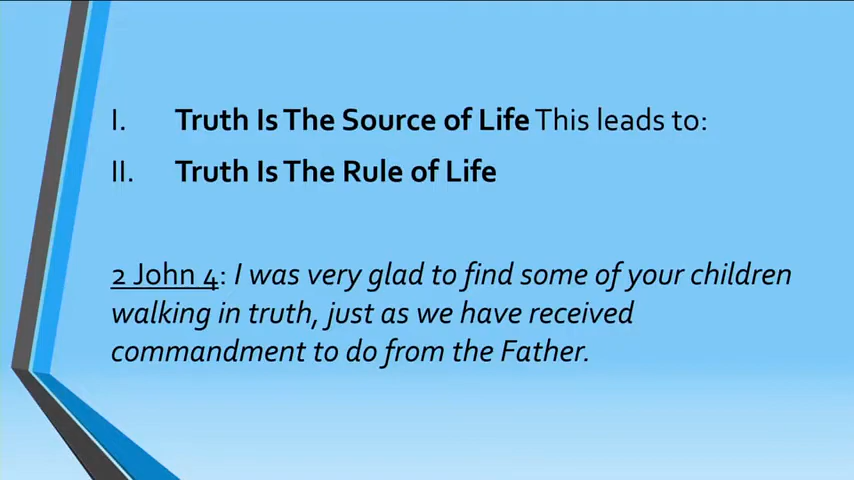 I. Truth Is The Source of Life This leads to:
II. Truth Is The Rule of Life
2 John 4: I was very glad to find some of your children
walking in truth, just as we have received
commandment to do from the Father.